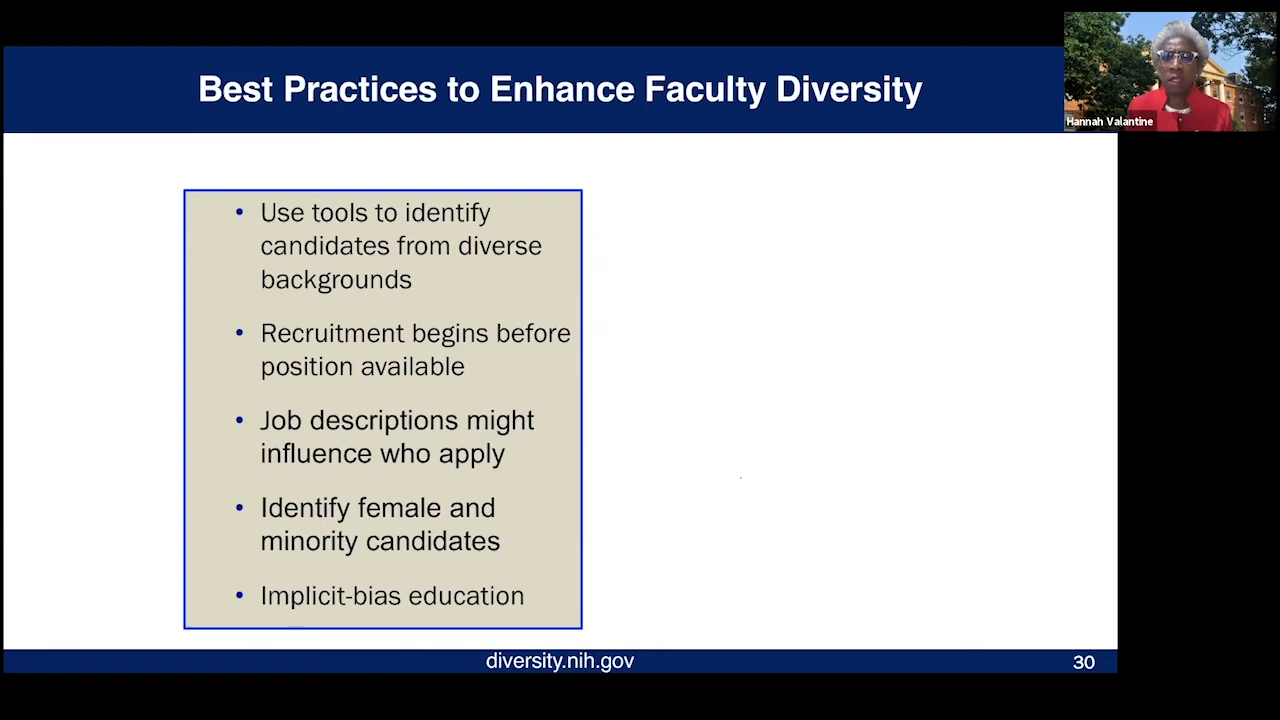 Best Practices to Enhance Faculty Diversity
Hannah Valantine
• Use tools to identify
candidates from diverse
backgrounds
• Recruitment begins before
position available
• Job descriptions might
influence who apply
• Identify female and
minority candidates
• Implicit-bias education
diversity.nih.gov
30